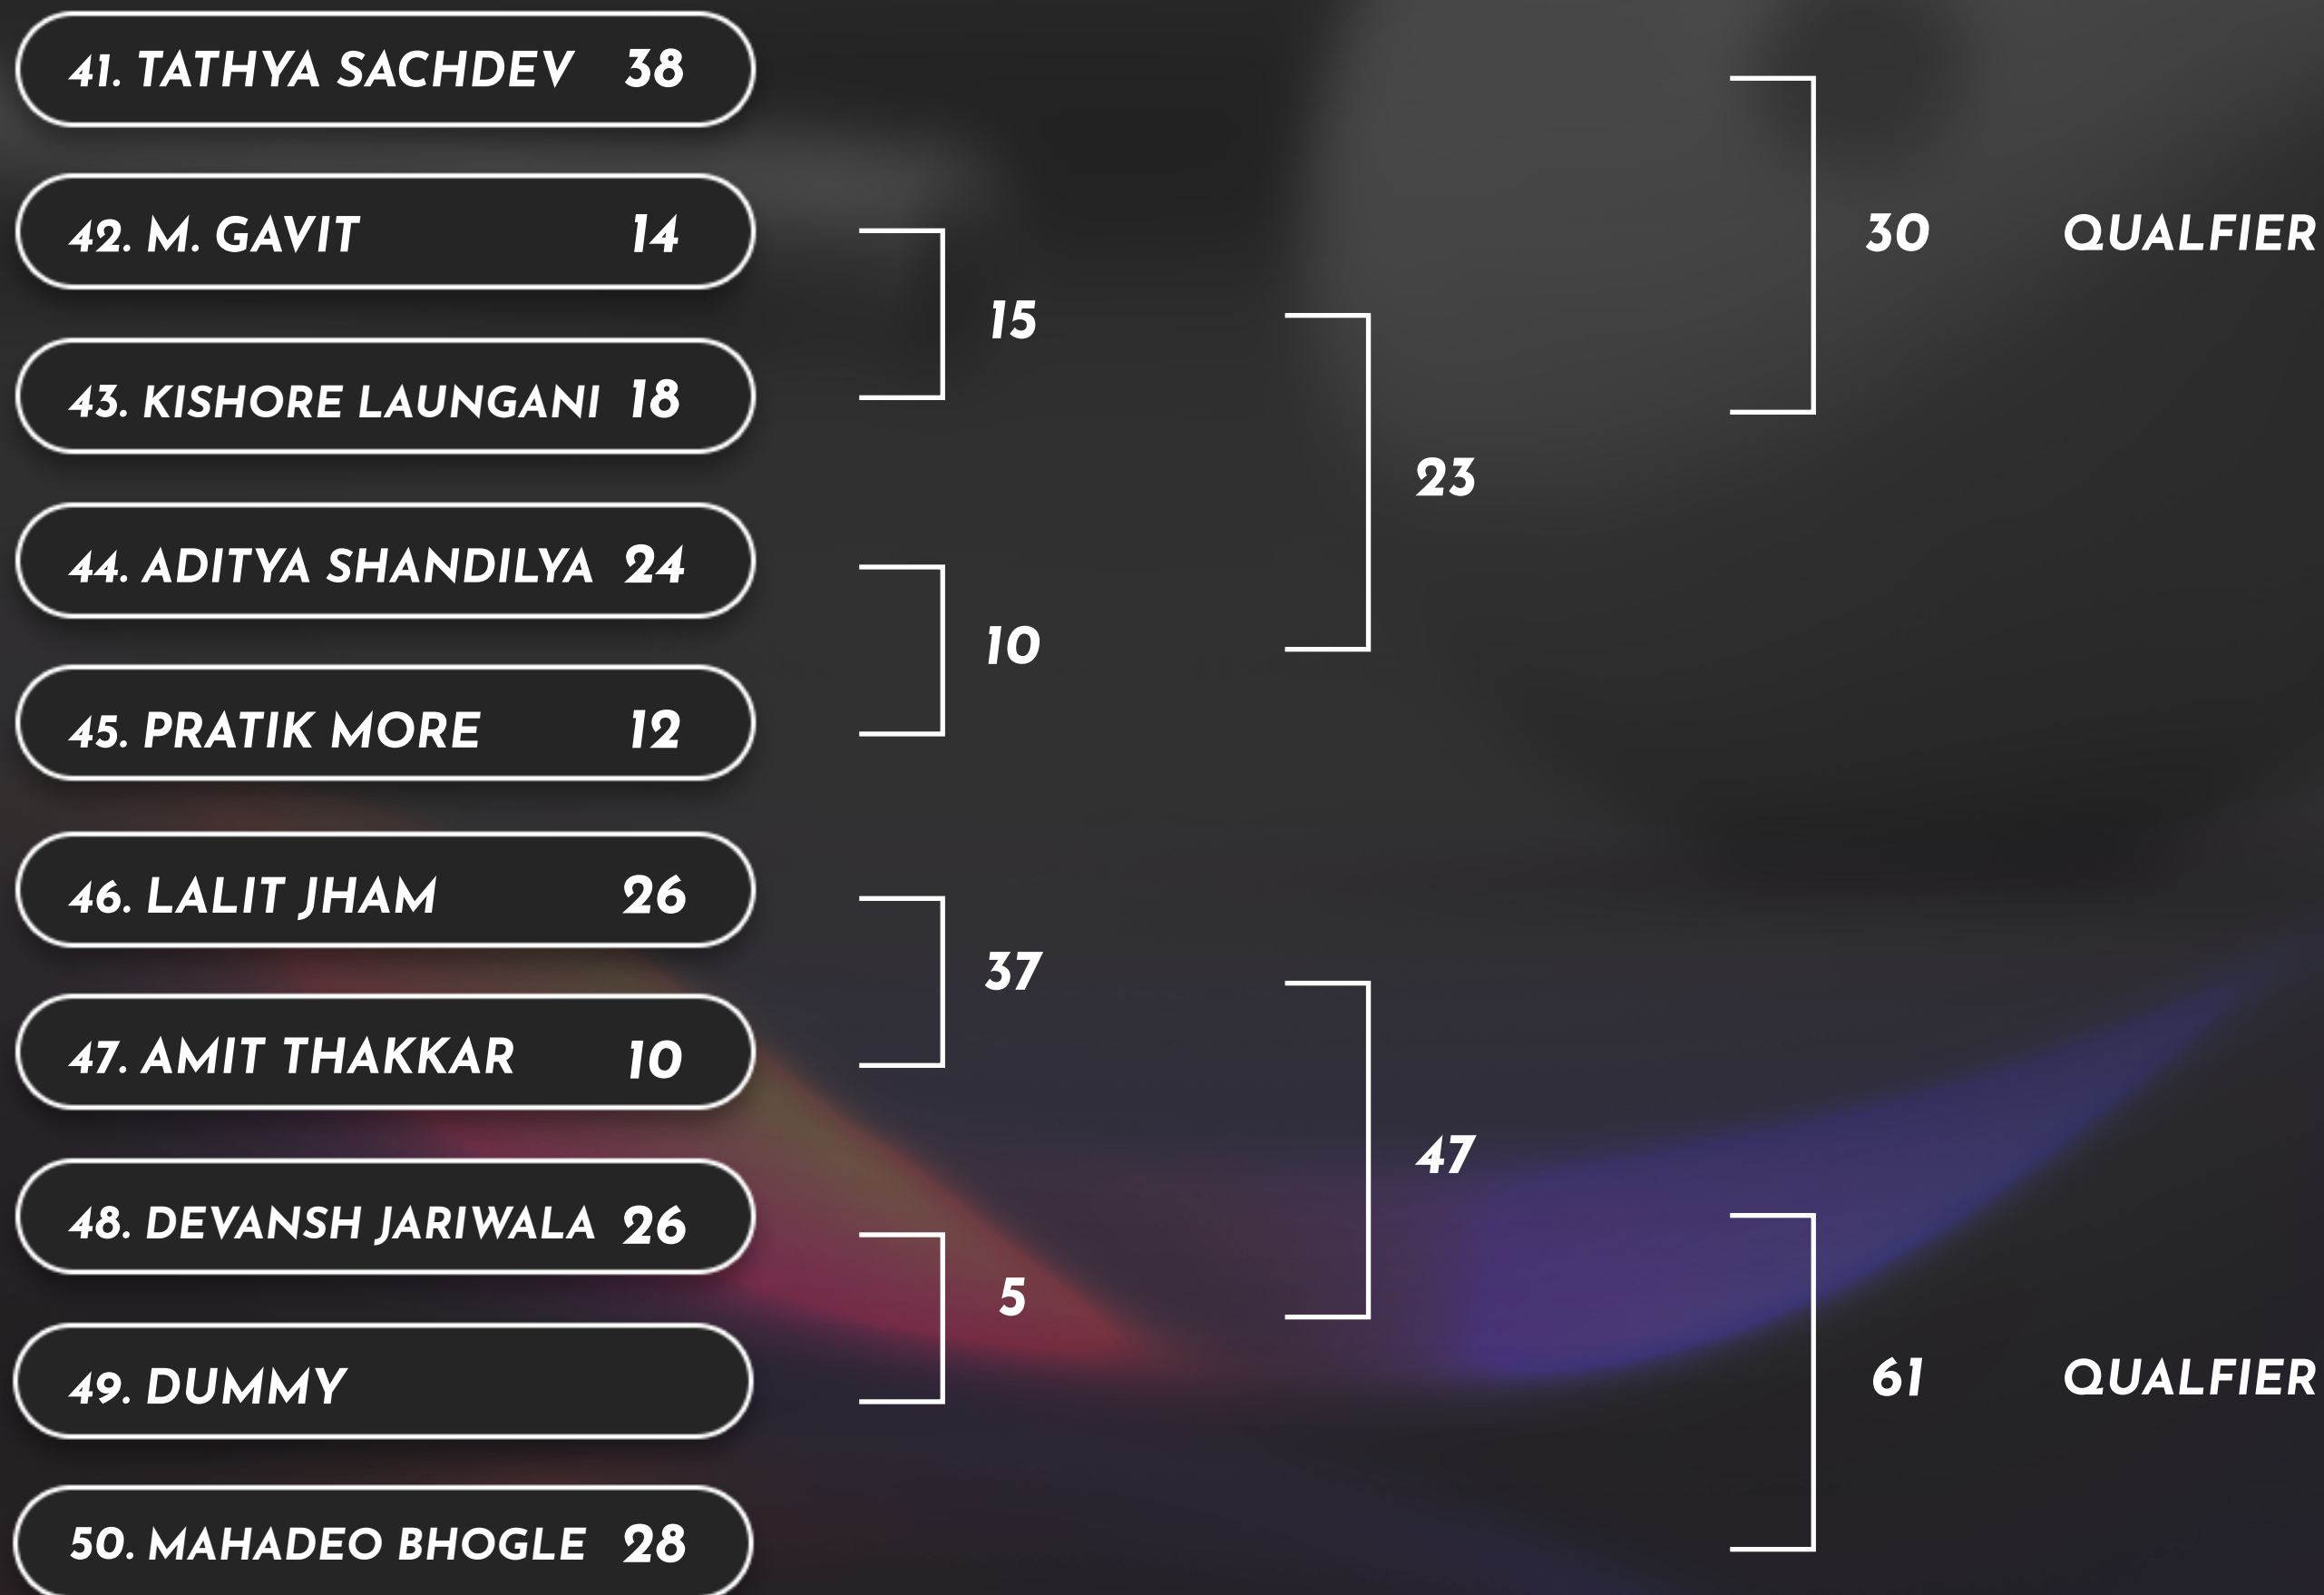 41. TATHYA SACHDEV 38
42. M. GAVIT 14
43. KISHORE LAUNGANI 18
44. ADITYA SHANDILYA 24
45. PRATIK MORE 12
46. LALIT JHAM 26
47. AMIT THAKKAR 10
48. DEVANSH JARIWALA 26
49. DUMMY
50. MAHADEO BHOGLE 28
15
10
37
5
23
47
30 QUALFIER
61 QUALFIER